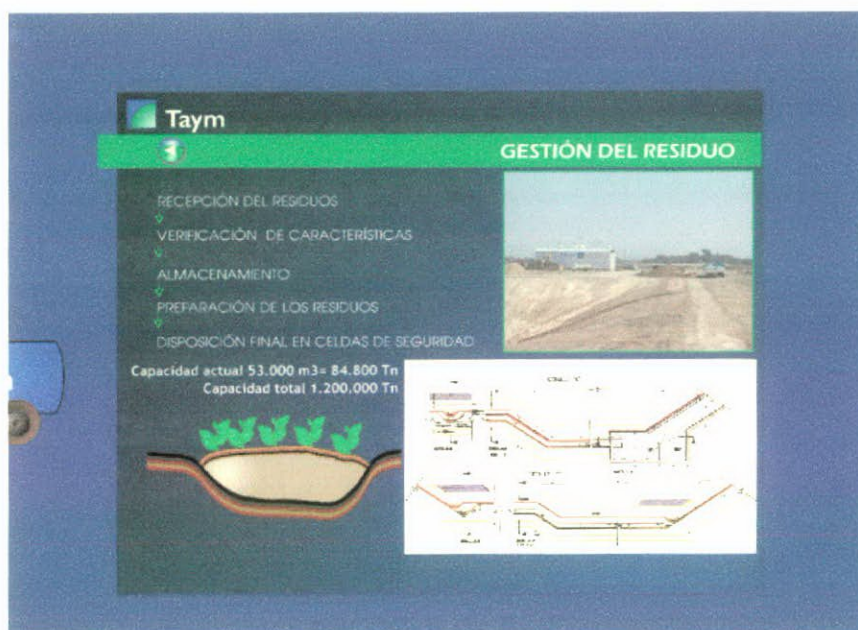 Taym
GESTIÓN DEL RESIDUO
RECEPCIÓN DEL RESIDUOS
VERIFICACIÓN DE CARACTERÍSTICAS
ALMACENAMIENTO
PREPARACIÓN DE LOS RESIDUOS
DISPOSICIÓN FINAL EN CELDAS DE SEGURIDAD
Capacidad actual 53.000 m3= 84.800 Tn
Capacidad total 1.200.000 Tn